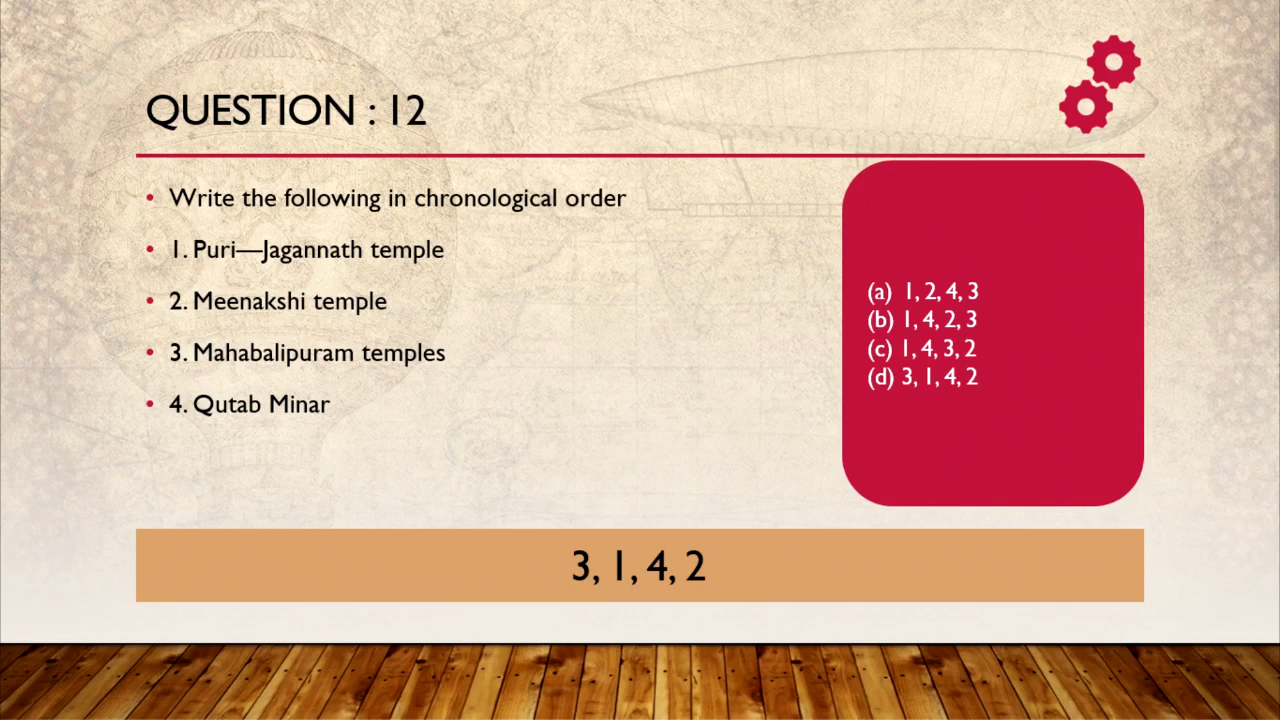 QUESTION : 12
• Write the following in chronological order
• 1. Puri—Jagannath temple
• 2. Meenakshi temple
• 3. Mahabalipuram temples
• 4. Qutab Minar
(a) 1, 2, 4, 3
(b) 1, 4, 2, 3
(c) 1, 4, 3, 2
(d) 3, 1, 4, 2
3, 1, 4, 2